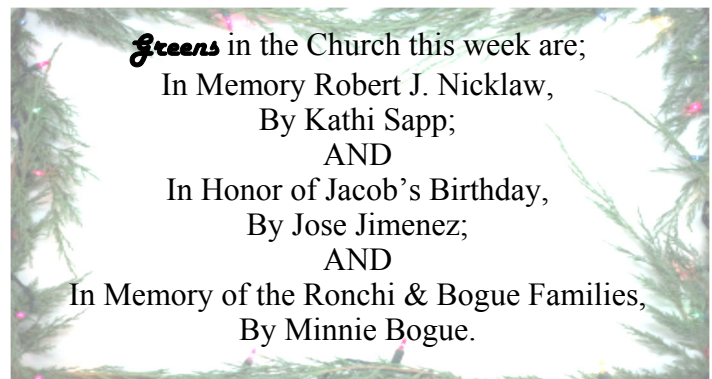 Greens in the Church this week are;
In Memory Robert J. Nicklaw,
By Kathi Sapp;
AND
In Honor of Jacob’s Birthday,
By Jose Jimenez;
AND
In Memory of the Ronchi & Bogue Families,
By Minnie Bogue.